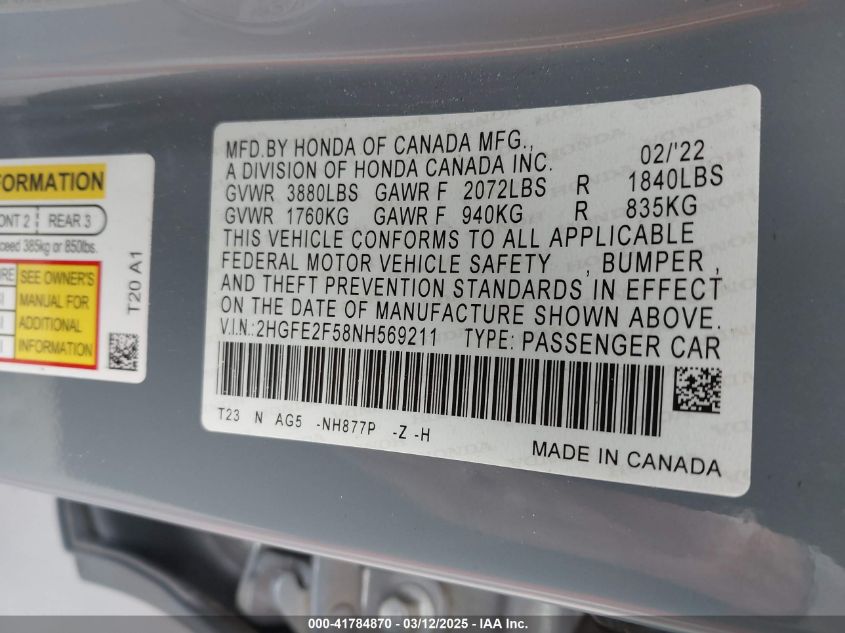 MFD.BY HONDA OF CANADA MFG.,
A DIVISION OF HONDA CANADA INC. 02/'22
GVWR 3880LBS GAWR F 2072LBS R 1840LBS
GVWR 1760KG GAWR F 940KG R 835KG
THIS VEHICLE CONFORMS TO ALL APPLICABLE
FEDERAL MOTOR VEHICLE SAFETY , BUMPER ,
AND THEFT PREVENTION STANDARDS IN EFFECT
ON THE DATE OF MANUFACTURE SHOWN ABOVE.
V.I.N.:2HGFE2F58NH569211 TYPE: PASSENGER CAR
T23 N AG5 -NH877P -Z -H
MADE IN CANADA
FORMATION
ONT 2 REAR 3
ceed 385kg or 850lbs.
SEE OWNER'S
MANUAL FOR
ADDITIONAL
INFORMATION
T20 A1
000-41784870 / 03/12/2025 / IAA Holdings, Inc.